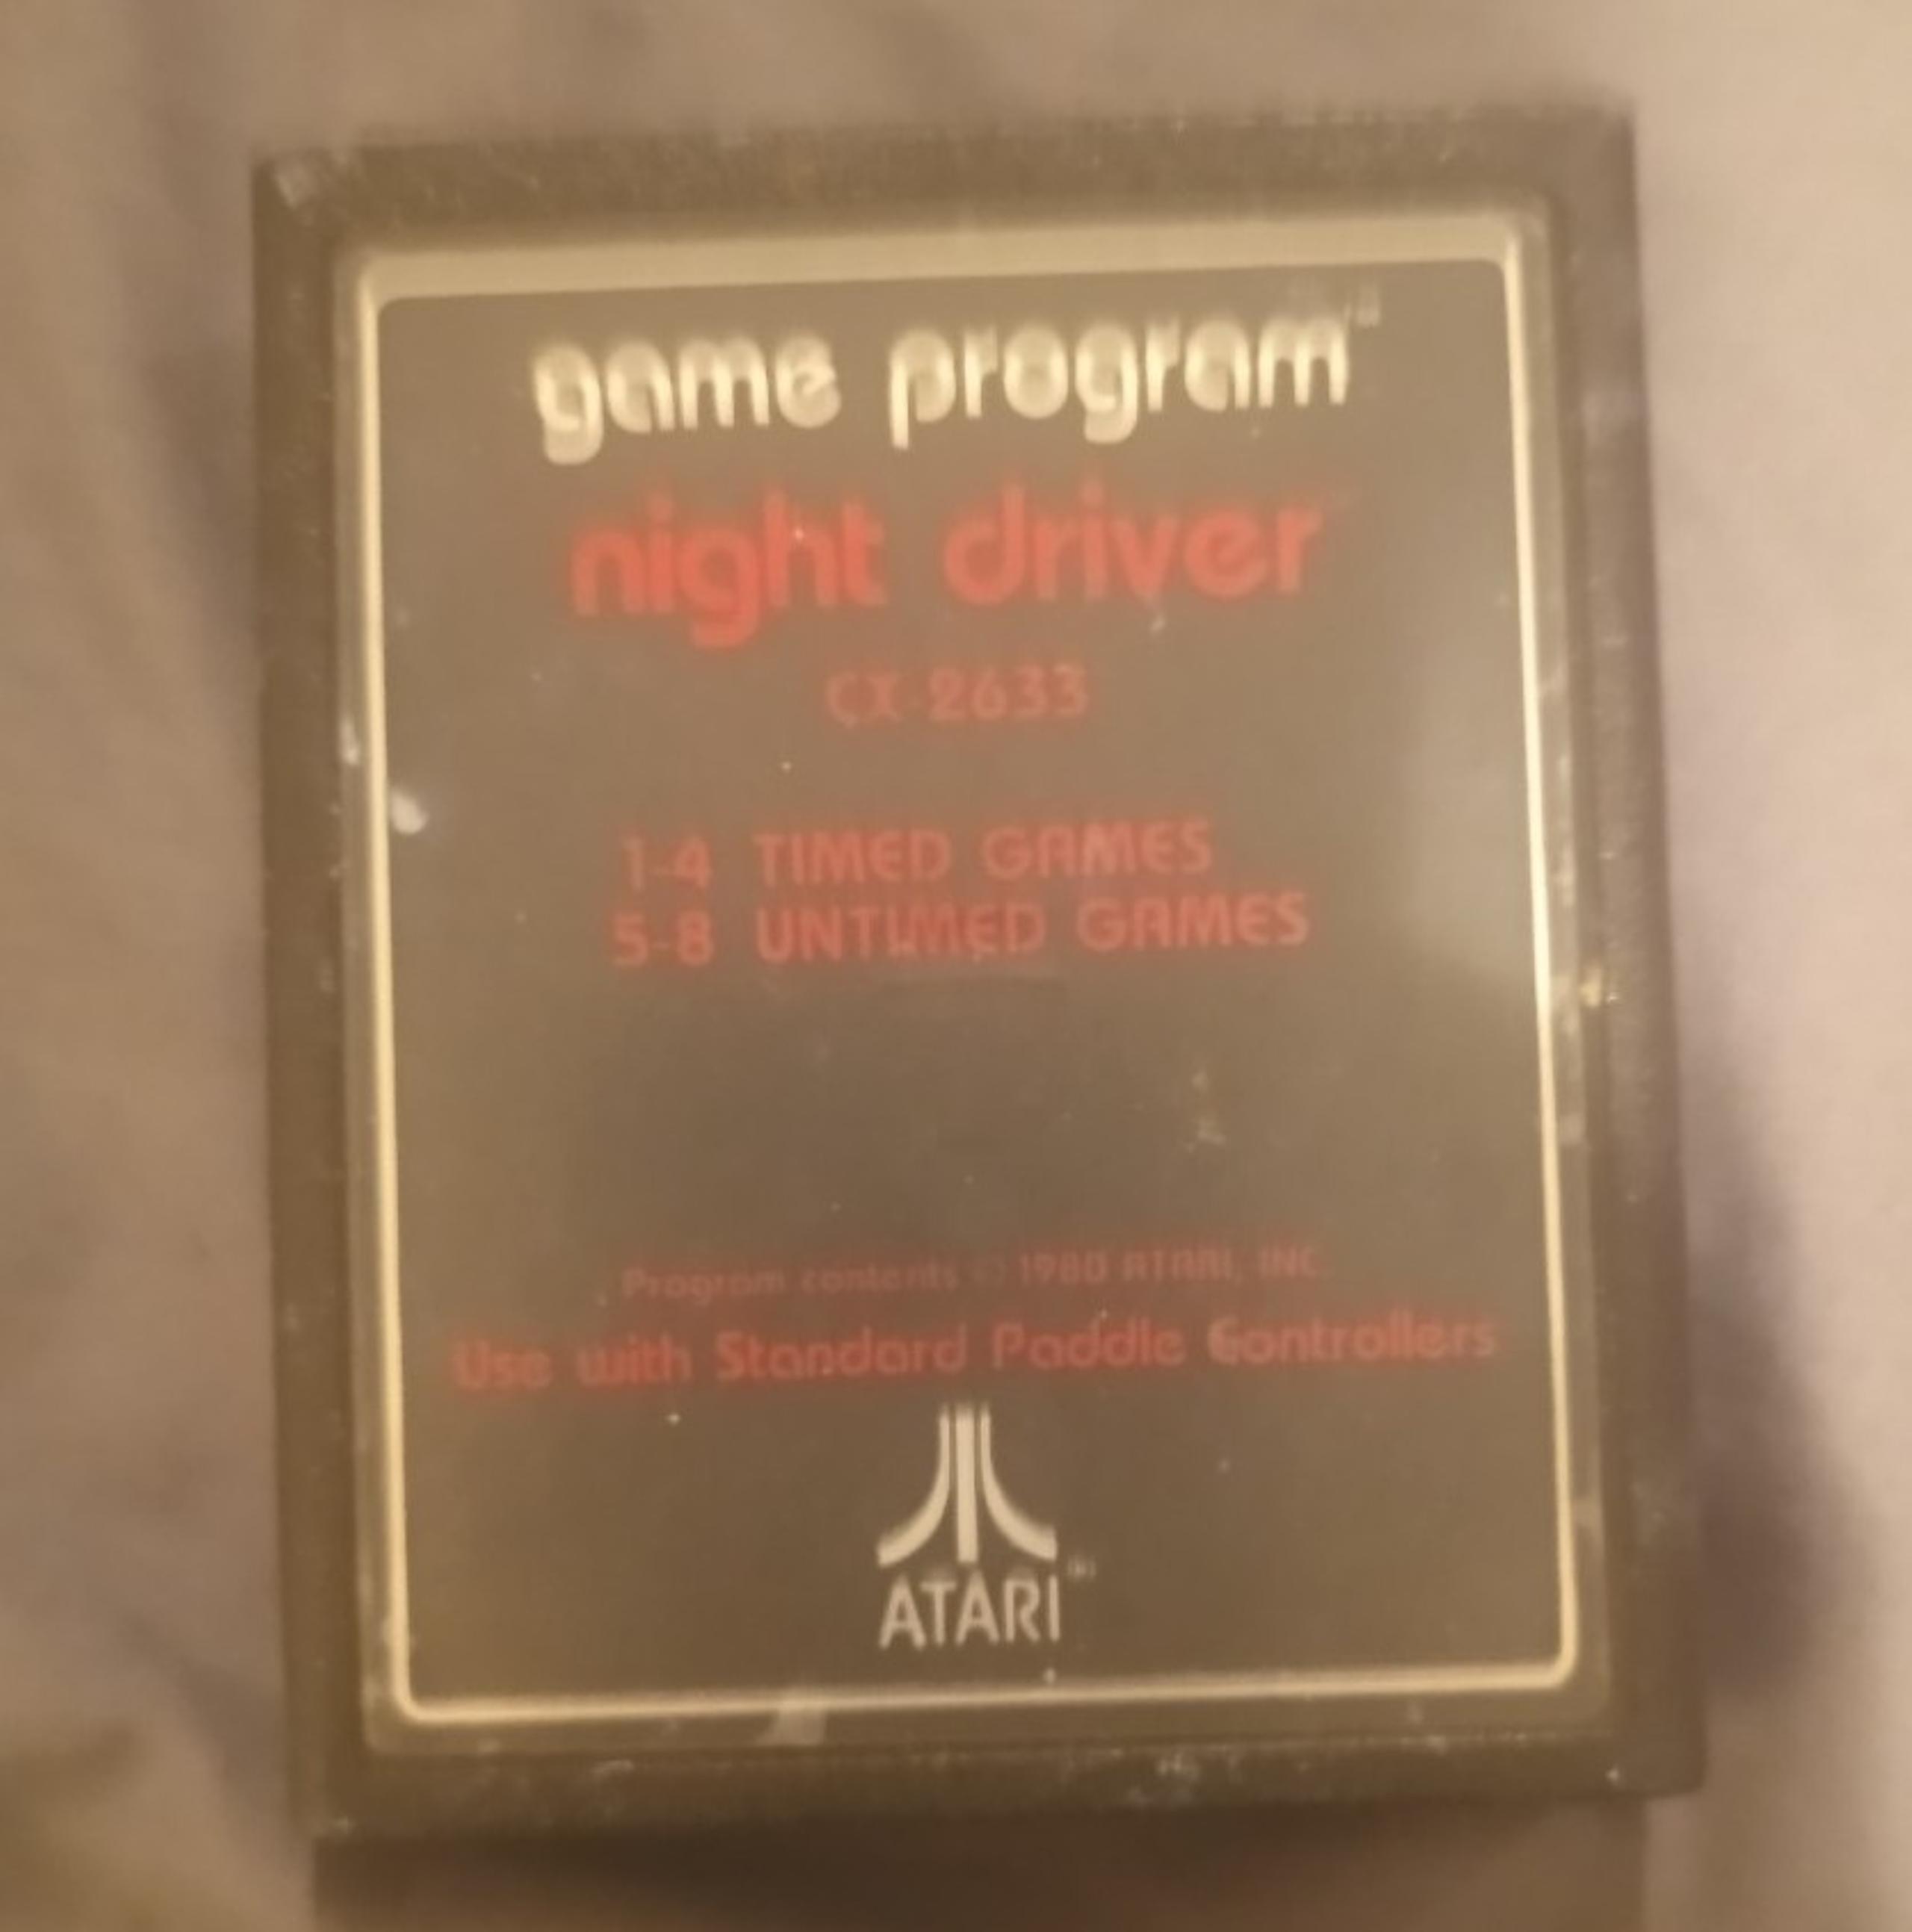 game program™
night driver
CX-2633
1-4 TIMED GAMES
5-8 UNTIMED GAMES
Program contents © 1980 ATARI, INC.
Use with Standard Paddle Controllers
ATARI